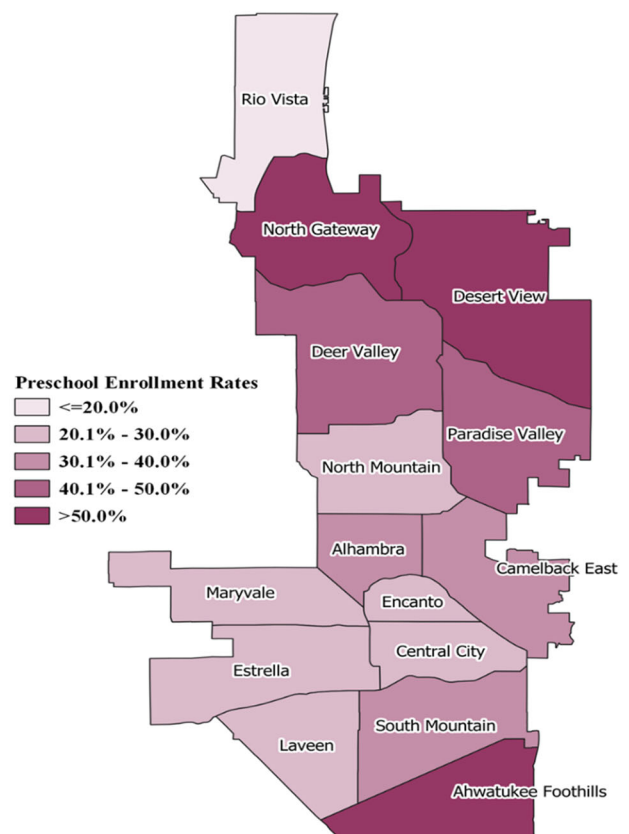 Rio Vista
North Gateway
Desert View
Deer Valley
Preschool Enrollment Rates
<=20.0%
20.1% - 30.0%
30.1% - 40.0%
40.1% - 50.0%
>50.0%
Paradise Valley
North Mountain
Alhambra
Camelback East
Maryvale
Encanto
Central City
Estrella
South Mountain
Laveen
Ahwatukee Foothills